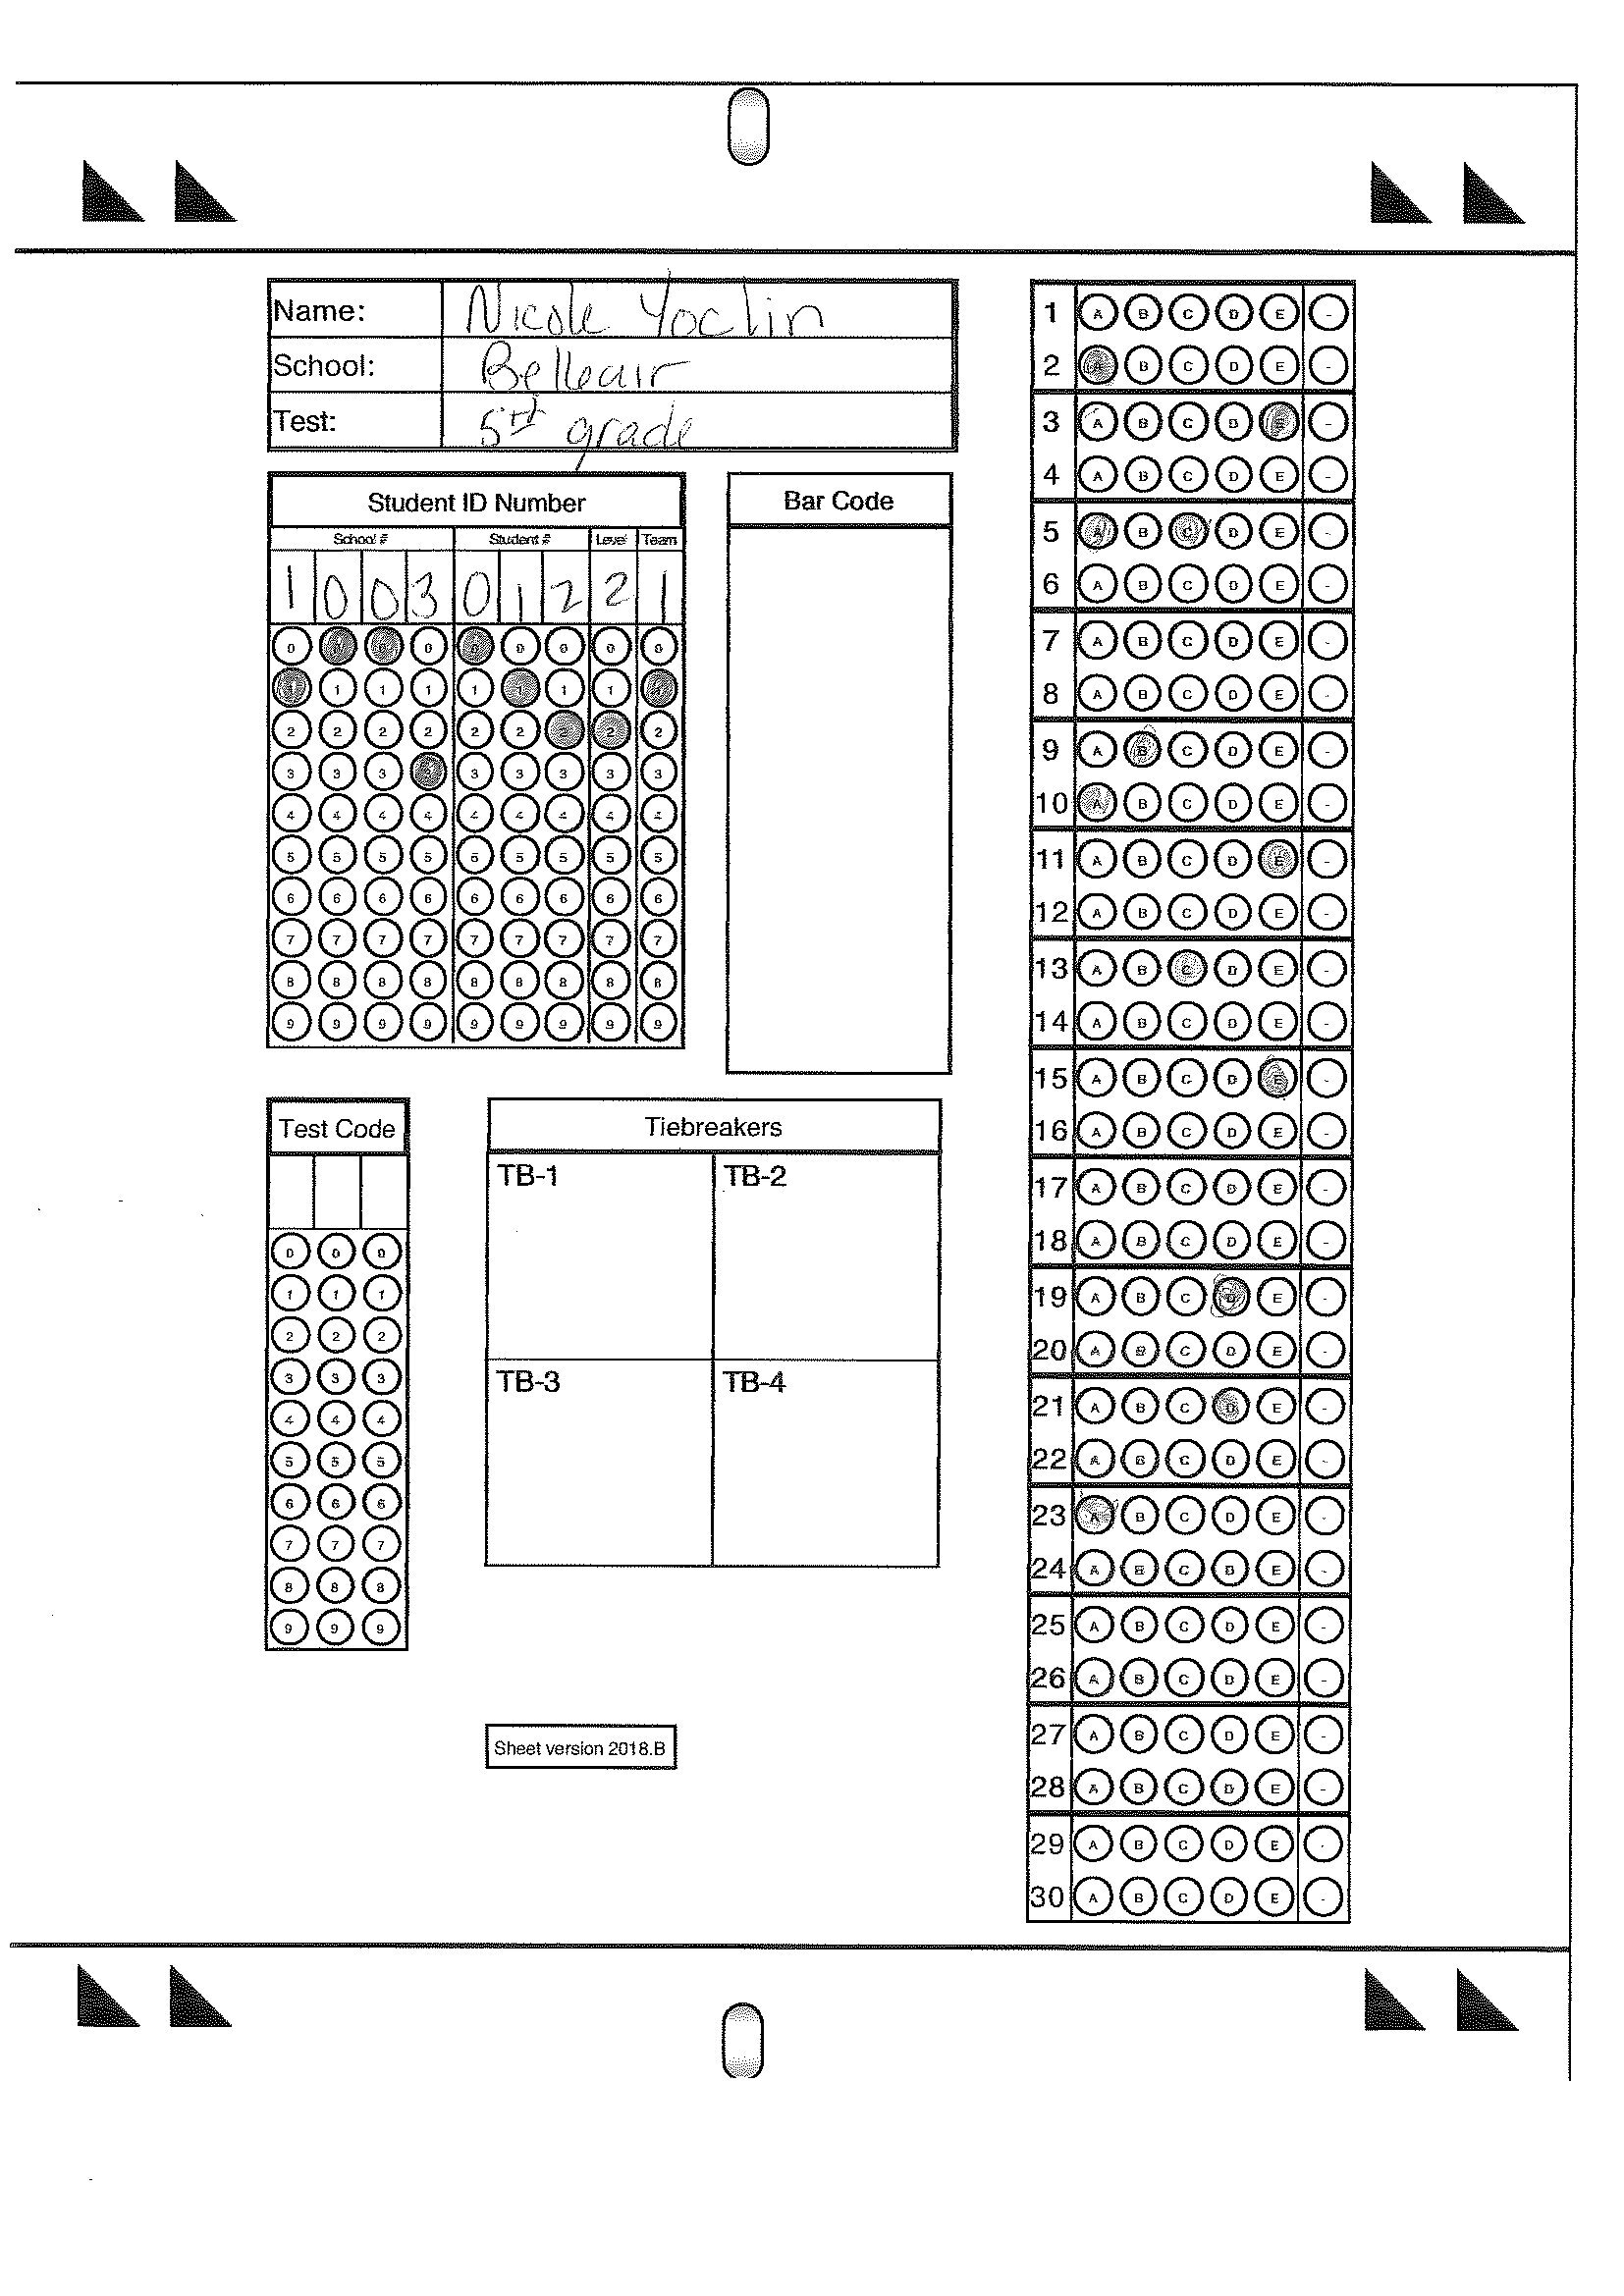 Name: Nicole Yoclin
School: Belleair
Test: 5th grade
Student ID Number
School # Student # Level Team
1 0 0 3 0 1 2 2 1
0 0 0 0 0 0 0 0 0
1 1 1 1 1 1 1 1 1
2 2 2 2 2 2 2 2 2
3 3 3 3 3 3 3 3 3
4 4 4 4 4 4 4 4 4
5 5 5 5 5 5 5 5 5
6 6 6 6 6 6 6 6 6
7 7 7 7 7 7 7 7 7
8 8 8 8 8 8 8 8 8
9 9 9 9 9 9 9 9 9
Bar Code
Test Code
0 0 0
1 1 1
2 2 2
3 3 3
4 4 4
5 5 5
6 6 6
7 7 7
8 8 8
9 9 9
Tiebreakers
TB-1 TB-2
TB-3 TB-4
Sheet version 2018.B
1 A B C D E -
2 A B C D E -
3 A B C D E -
4 A B C D E -
5 A B C D E -
6 A B C D E -
7 A B C D E -
8 A B C D E -
9 A B C D E -
10 A B C D E -
11 A B C D E -
12 A B C D E -
13 A B C D E -
14 A B C D E -
15 A B C D E -
16 A B C D E -
17 A B C D E -
18 A B C D E -
19 A B C D E -
20 A B C D E -
21 A B C D E -
22 A B C D E -
23 A B C D E -
24 A B C D E -
25 A B C D E -
26 A B C D E -
27 A B C D E -
28 A B C D E -
29 A B C D E -
30 A B C D E -